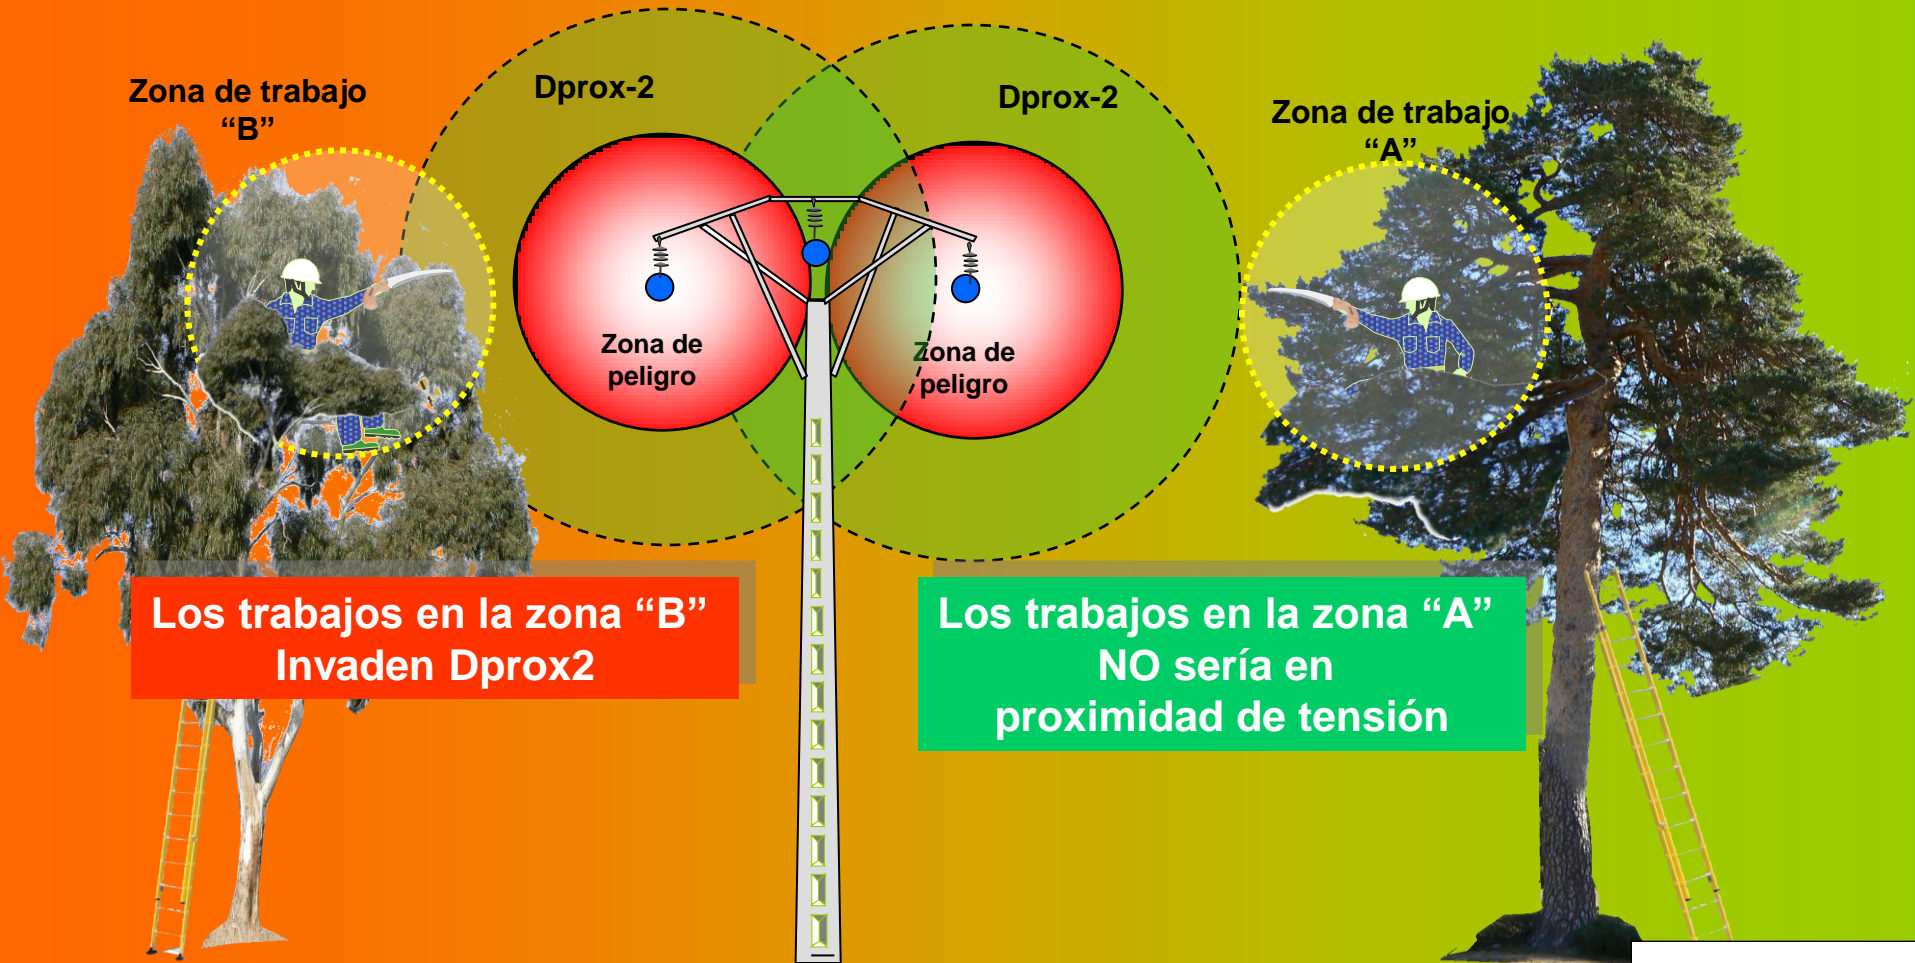 Zona de trabajo
“B”
Dprox-2
Dprox-2
Zona de trabajo
“A”
Zona de
peligro
Zona de
peligro
Los trabajos en la zona “B”
Invaden Dprox2
Los trabajos en la zona “A”
NO sería en
proximidad de tensión